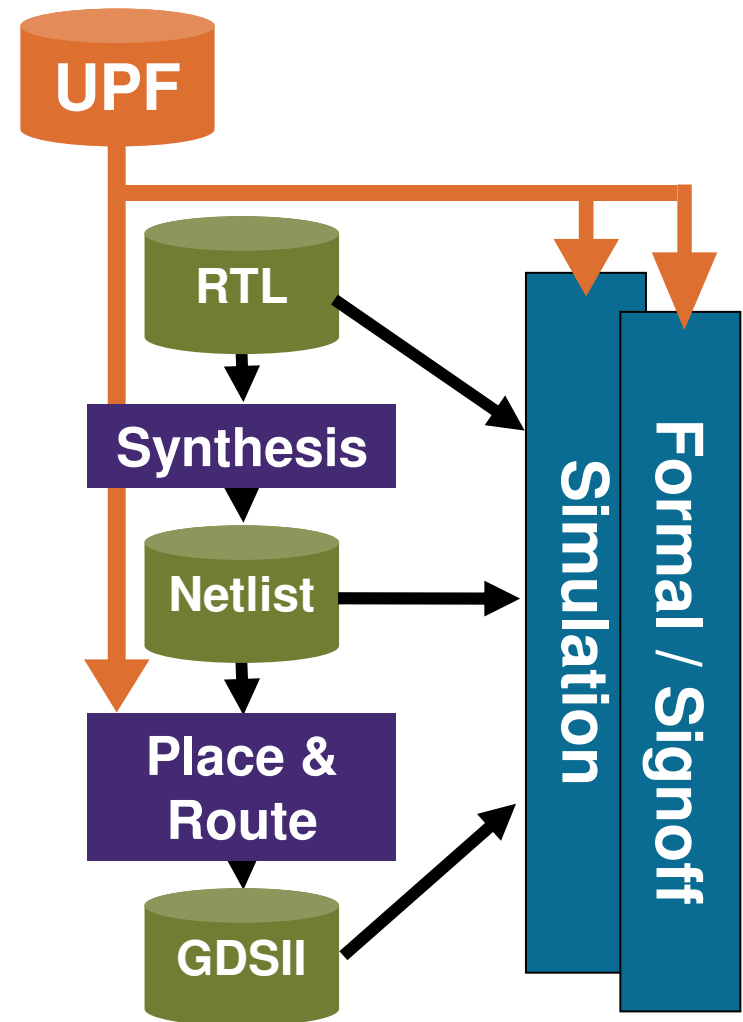 UPF
RTL
Synthesis
Netlist
Place &
Route
GDSII
Simulation
Formal / Signoff